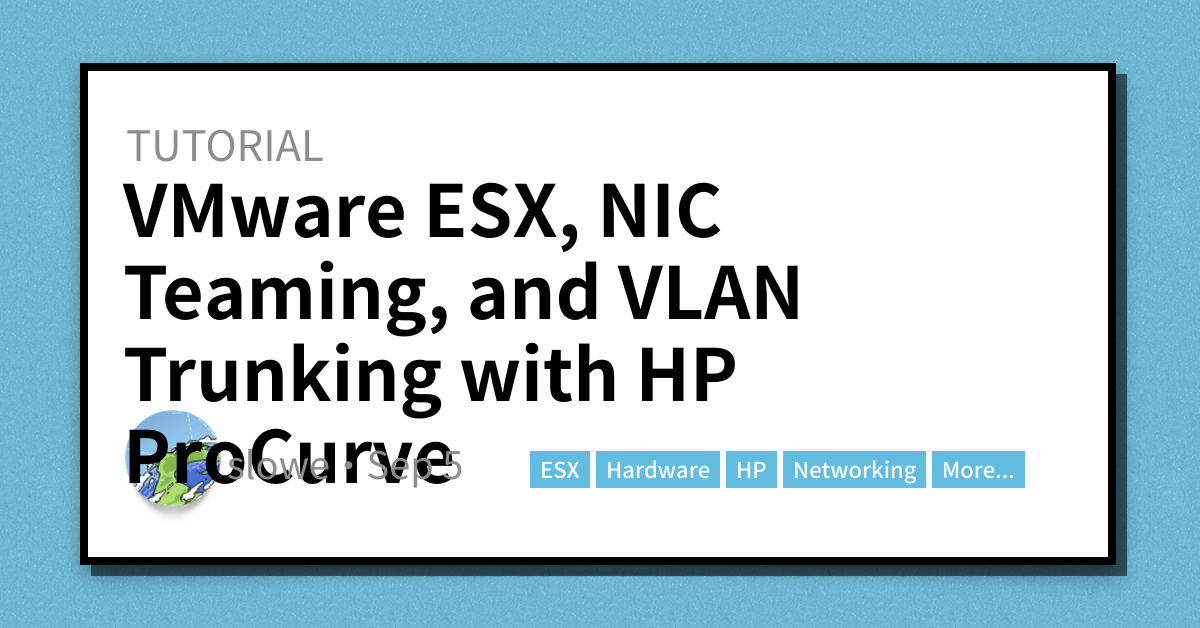 TUTORIAL
VMware ESX, NIC
Teaming, and VLAN
Trunking with HP
ProCurve
slowe • Sep 5
ESX Hardware HP Networking More...